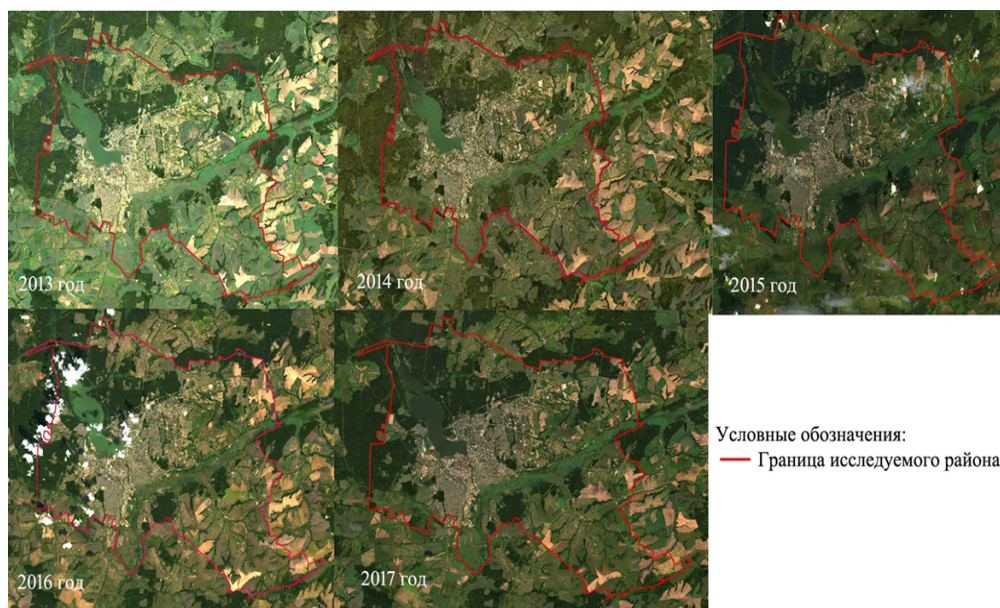 2013 год
2014 год
2015 год
2016 год
2017 год
Условные обозначения:
Граница исследуемого района